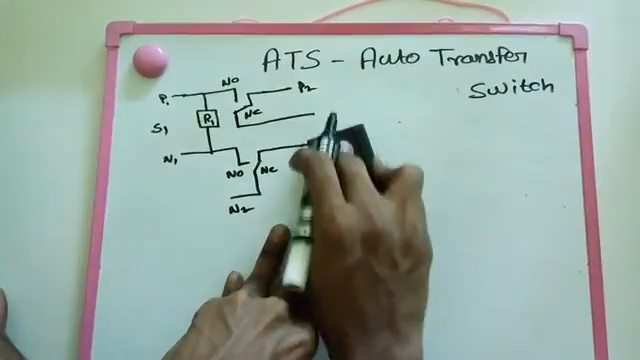 ATS - Auto Transfer
Switch
P1
NO
P2
R1
NC
S1
N1
NO
NC
N2